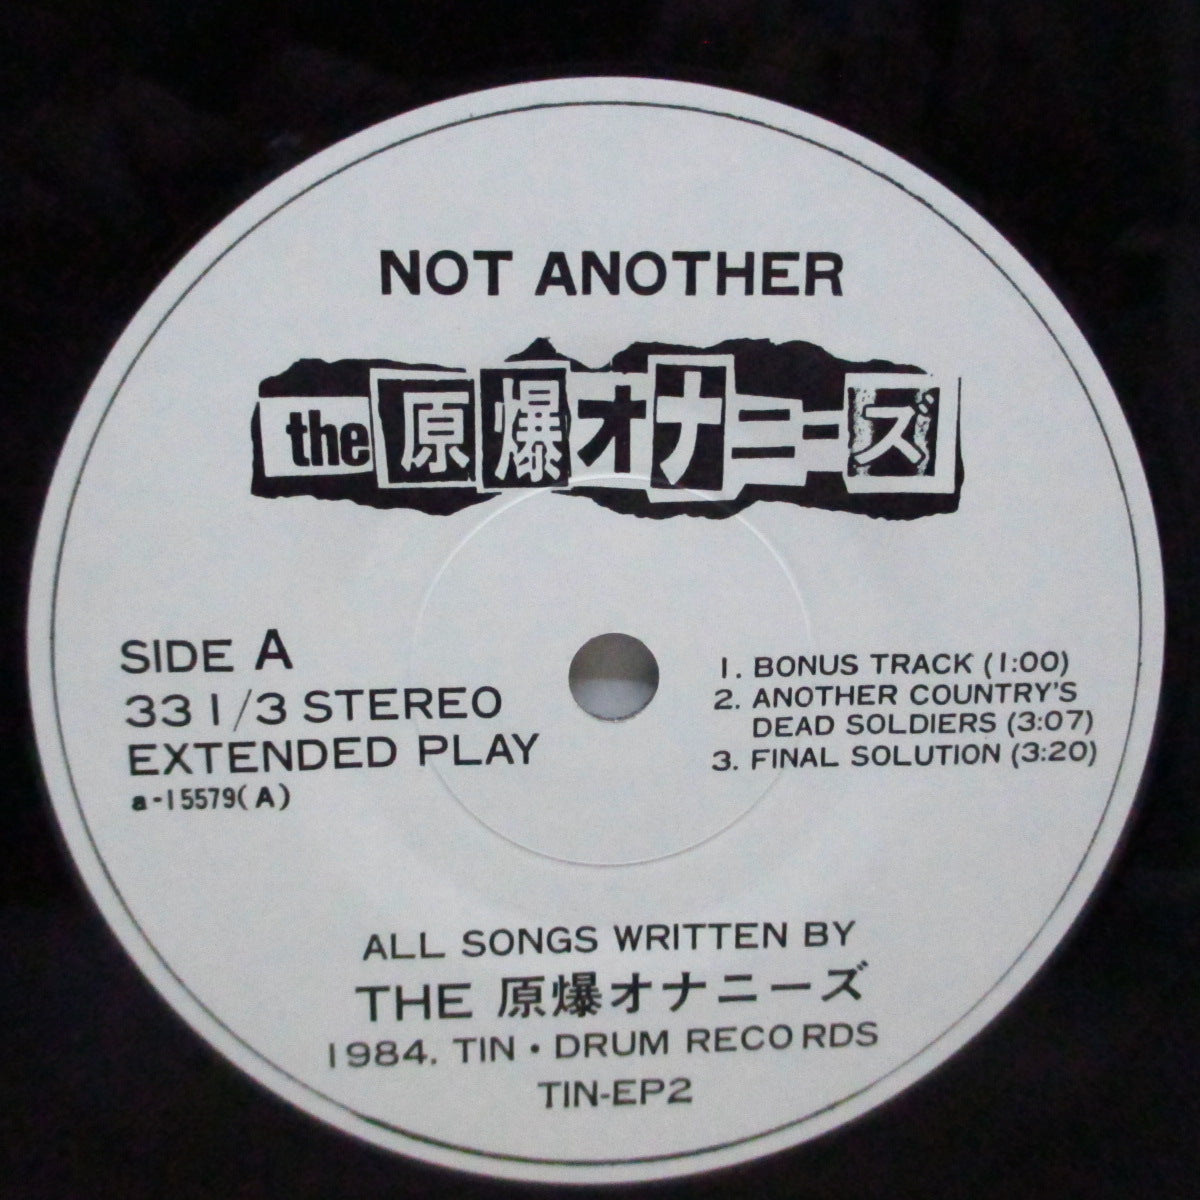 NOT ANOTHER
the 原爆オナニーズ
SIDE A
33 1/3 STEREO
EXTENDED PLAY
a-15579(A)
1. BONUS TRACK (1:00)
2. ANOTHER COUNTRY'S
DEAD SOLDIERS (3:07)
3. FINAL SOLUTION (3:20)
ALL SONGS WRITTEN BY
THE 原爆オナニーズ
1984. TIN・DRUM RECORDS
TIN-EP2